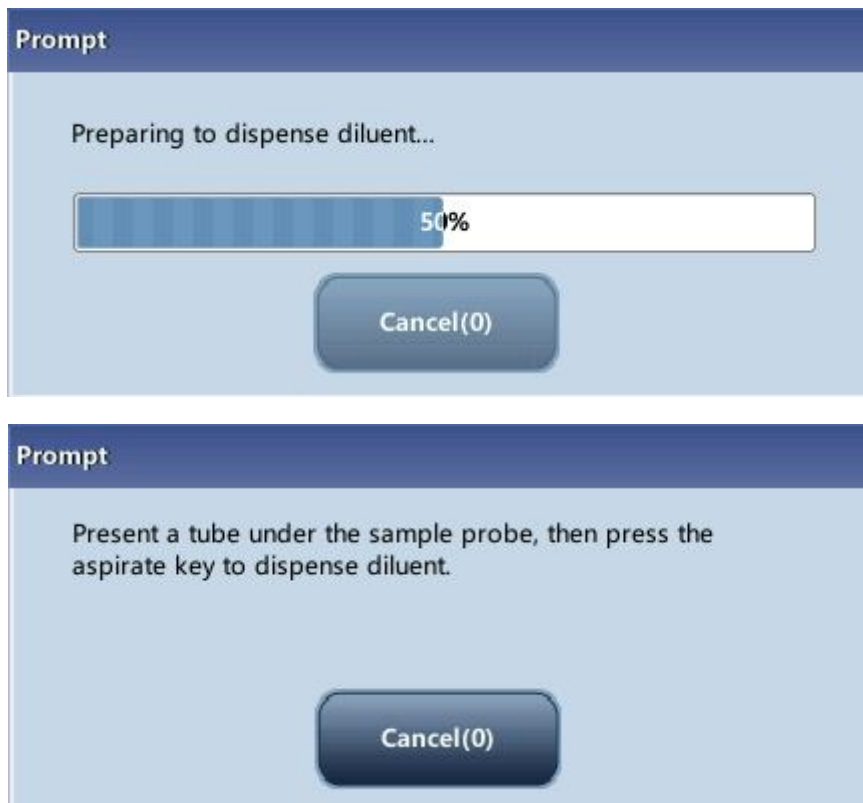 Prompt
Preparing to dispense diluent...
50%
Cancel(0)
Prompt
Present a tube under the sample probe, then press the
aspirate key to dispense diluent.
Cancel(0)